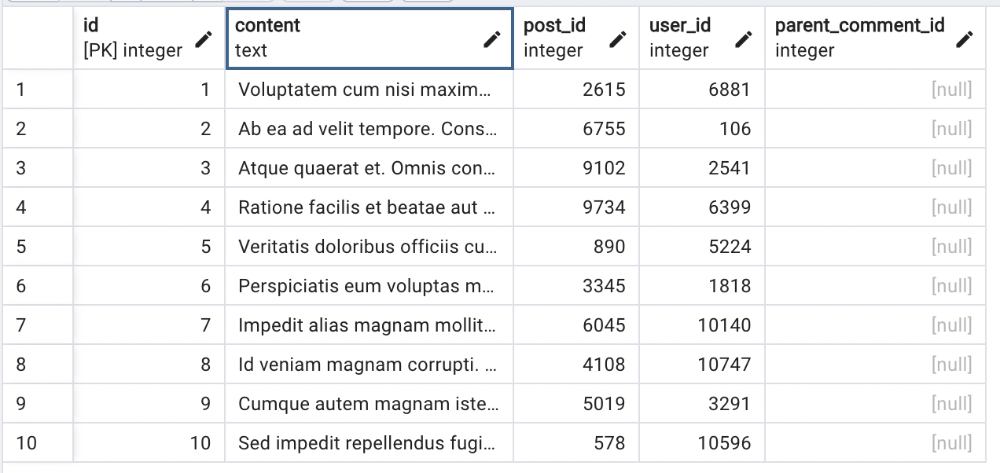 id content post_id user_id parent_comment_id
[PK] integer text integer integer integer
1 1 Voluptatem cum nisi maxim… 2615 6881 [null]
2 2 Ab ea ad velit tempore. Cons… 6755 106 [null]
3 3 Atque quaerat et. Omnis con… 9102 2541 [null]
4 4 Ratione facilis et beatae aut … 9734 6399 [null]
5 5 Veritatis doloribus officiis cu… 890 5224 [null]
6 6 Perspiciatis eum voluptas m… 3345 1818 [null]
7 7 Impedit alias magnam mollit… 6045 10140 [null]
8 8 Id veniam magnam corrupti. … 4108 10747 [null]
9 9 Cumque autem magnam iste… 5019 3291 [null]
10 10 Sed impedit repellendus fugi… 578 10596 [null]